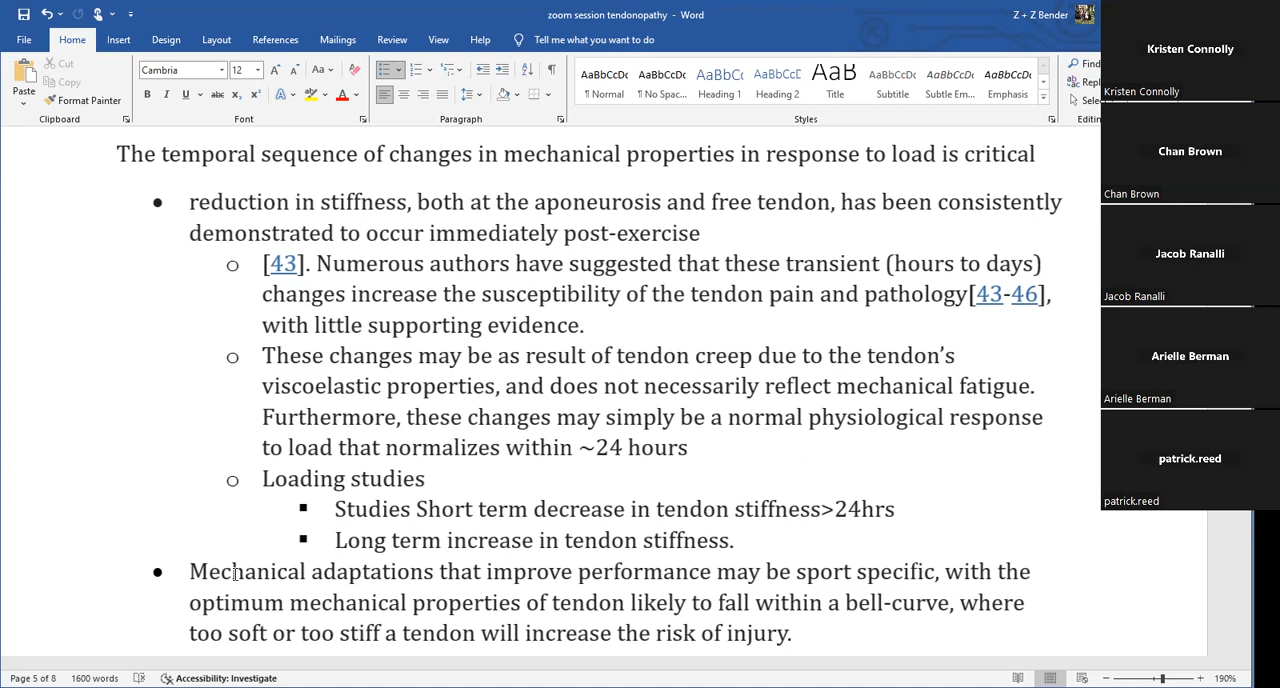 zoom session tendonopathy - Word
Z + Z Bender
File Home Insert Design Layout References Mailings Review View Help Tell me what you want to do
Paste
Cut
Copy
Format Painter
Clipboard
Cambria 12
Font
Paragraph
AaBbCcDc AaBbCcDc AaBbC AaBbCcD AaB AaBbCcDc AaBbCcDc AaBbCcDc
¶ Normal ¶ No Spac... Heading 1 Heading 2 Title Subtitle Subtle Em... Emphasis
Styles
The temporal sequence of changes in mechanical properties in response to load is critical
• reduction in stiffness, both at the aponeurosis and free tendon, has been consistently
demonstrated to occur immediately post-exercise
o [43]. Numerous authors have suggested that these transient (hours to days)
changes increase the susceptibility of the tendon pain and pathology[43-46],
with little supporting evidence.
o These changes may be as result of tendon creep due to the tendon’s
viscoelastic properties, and does not necessarily reflect mechanical fatigue.
Furthermore, these changes may simply be a normal physiological response
to load that normalizes within ~24 hours
o Loading studies
▪ Studies Short term decrease in tendon stiffness>24hrs
▪ Long term increase in tendon stiffness.
• Mechanical adaptations that improve performance may be sport specific, with the
optimum mechanical properties of tendon likely to fall within a bell-curve, where
too soft or too stiff a tendon will increase the risk of injury.
Page 5 of 8 1600 words Accessibility: Investigate 190%
Kristen Connolly
Kristen Connolly
Chan Brown
Chan Brown
Jacob Ranalli
Jacob Ranalli
Arielle Berman
Arielle Berman
patrick.reed
patrick.reed